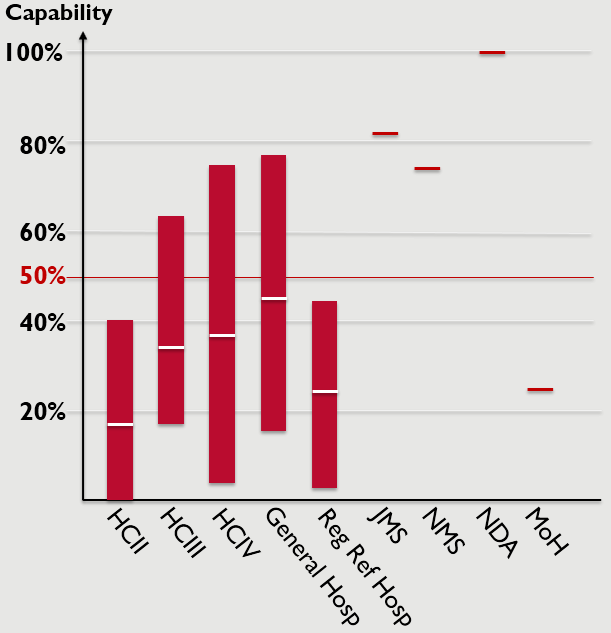 Capability
100%
80%
60%
50%
40%
20%
HCII
HCIII
HCIV
General Hosp
Reg Ref Hosp
JMS
NMS
NDA
MoH